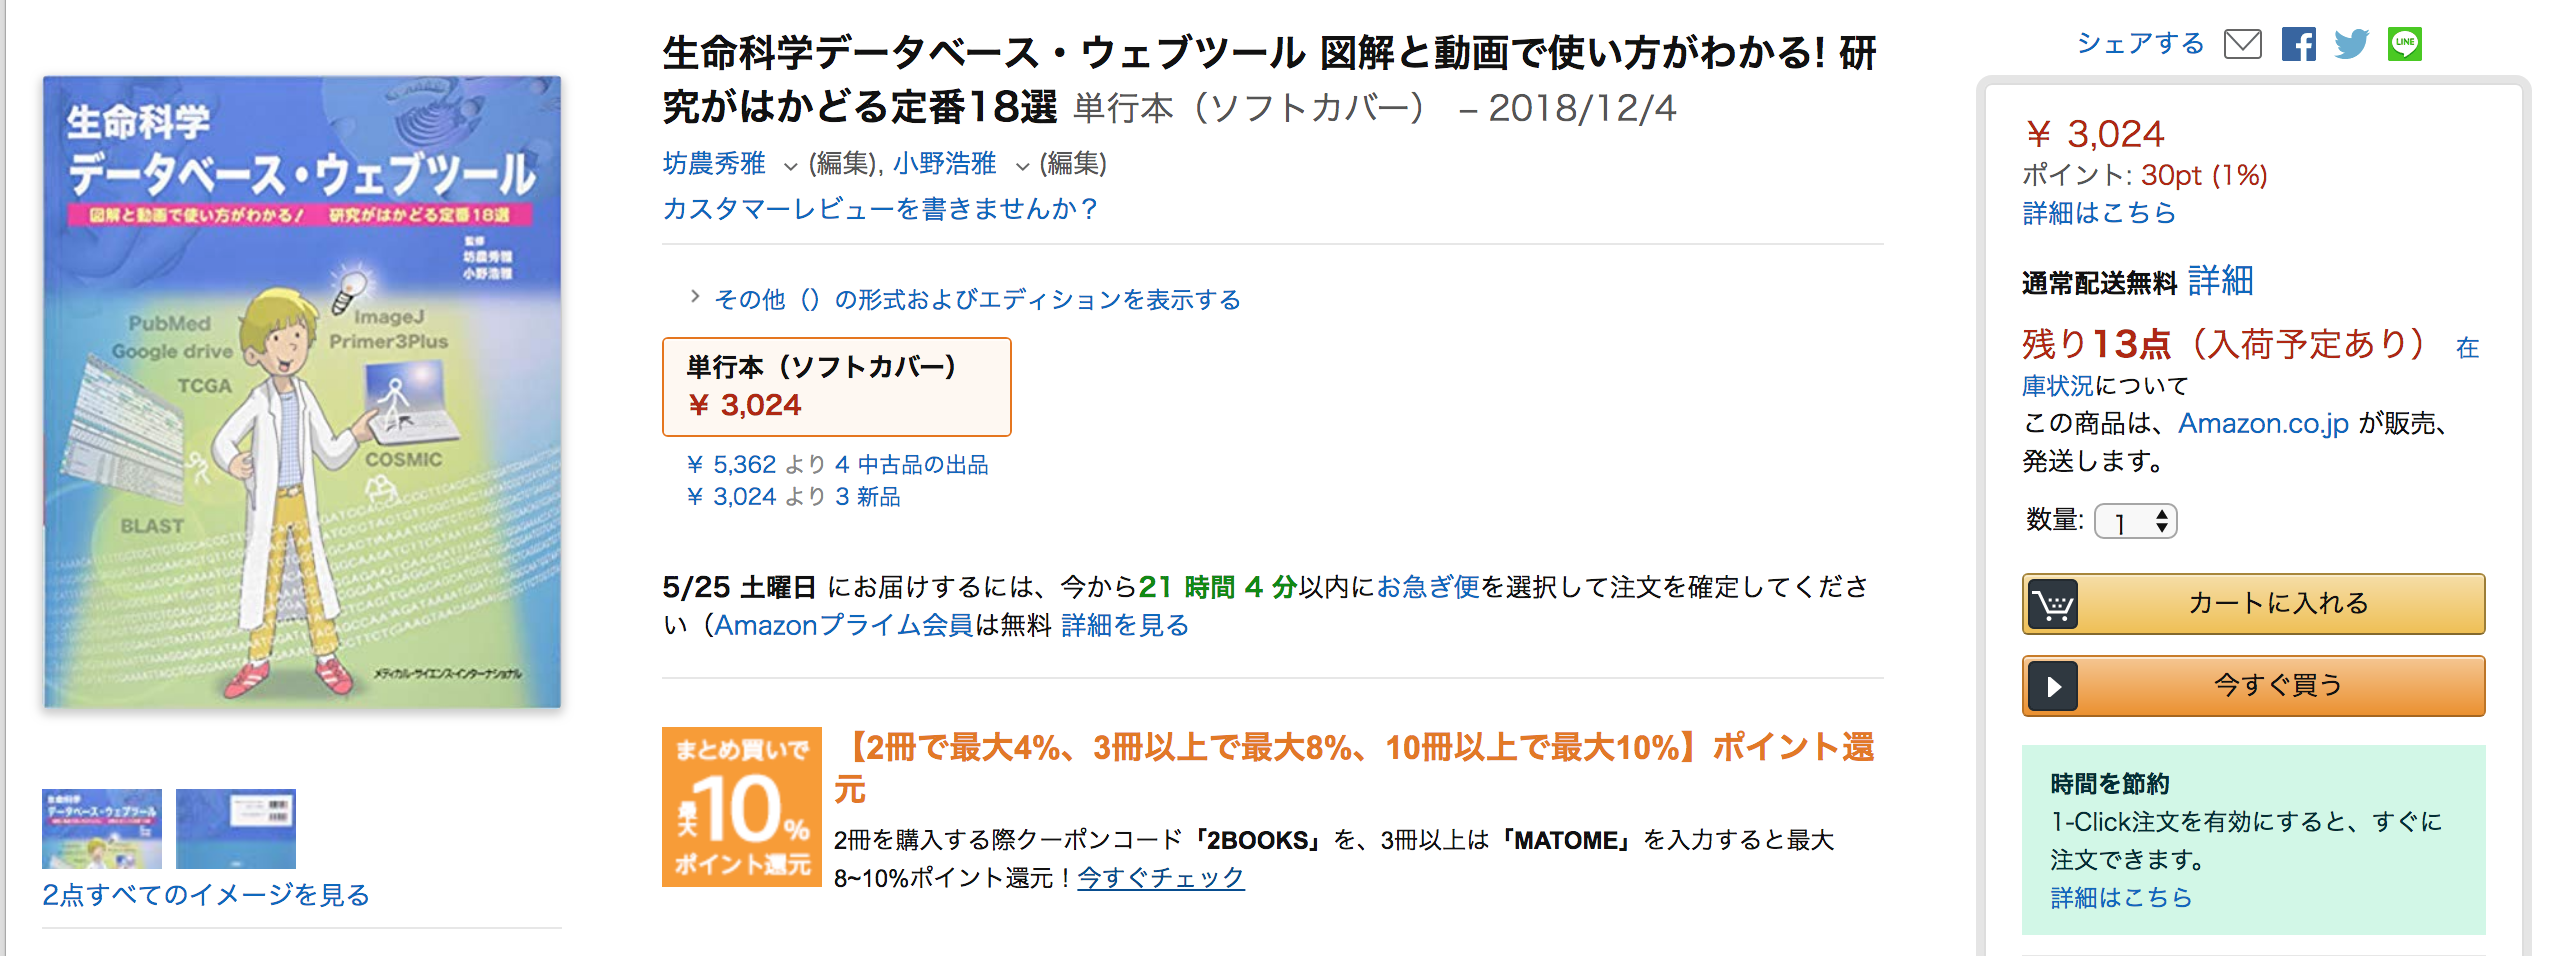 生命科学
データベース・ウェブツール
図解と動画で使い方がわかる! 研究がはかどる定番18選
監修
坊農秀雅
小野浩雅
PubMed
Google drive
TCGA
ImageJ
Primer3Plus
COSMIC
BLAST
メディカル・サイエンス・インターナショナル
2点すべてのイメージを見る
生命科学データベース・ウェブツール 図解と動画で使い方がわかる! 研
究がはかどる定番18選 単行本（ソフトカバー） – 2018/12/4
坊農秀雅 (編集), 小野浩雅 (編集)
カスタマーレビューを書きませんか？
その他（）の形式およびエディションを表示する
単行本（ソフトカバー）
￥ 3,024
￥ 5,362 より 4 中古品の出品
￥ 3,024 より 3 新品
5/25 土曜日 にお届けするには、今から21 時間 4 分以内にお急ぎ便を選択して注文を確定してくださ
い（Amazonプライム会員は無料 詳細を見る
まとめ買いで
最大10%
ポイント還元
【2冊で最大4%、3冊以上で最大8%、10冊以上で最大10%】ポイント還
元
2冊を購入する際クーポンコード「2BOOKS」を、3冊以上は「MATOME」を入力すると最大
8~10%ポイント還元！今すぐチェック
シェアする
LINE
￥ 3,024
ポイント: 30pt (1%)
詳細はこちら
通常配送無料 詳細
残り13点（入荷予定あり） 在
庫状況について
この商品は、Amazon.co.jp が販売、
発送します。
数量: 1
カートに入れる
今すぐ買う
時間を節約
1-Click注文を有効にすると、すぐに
注文できます。
詳細はこちら